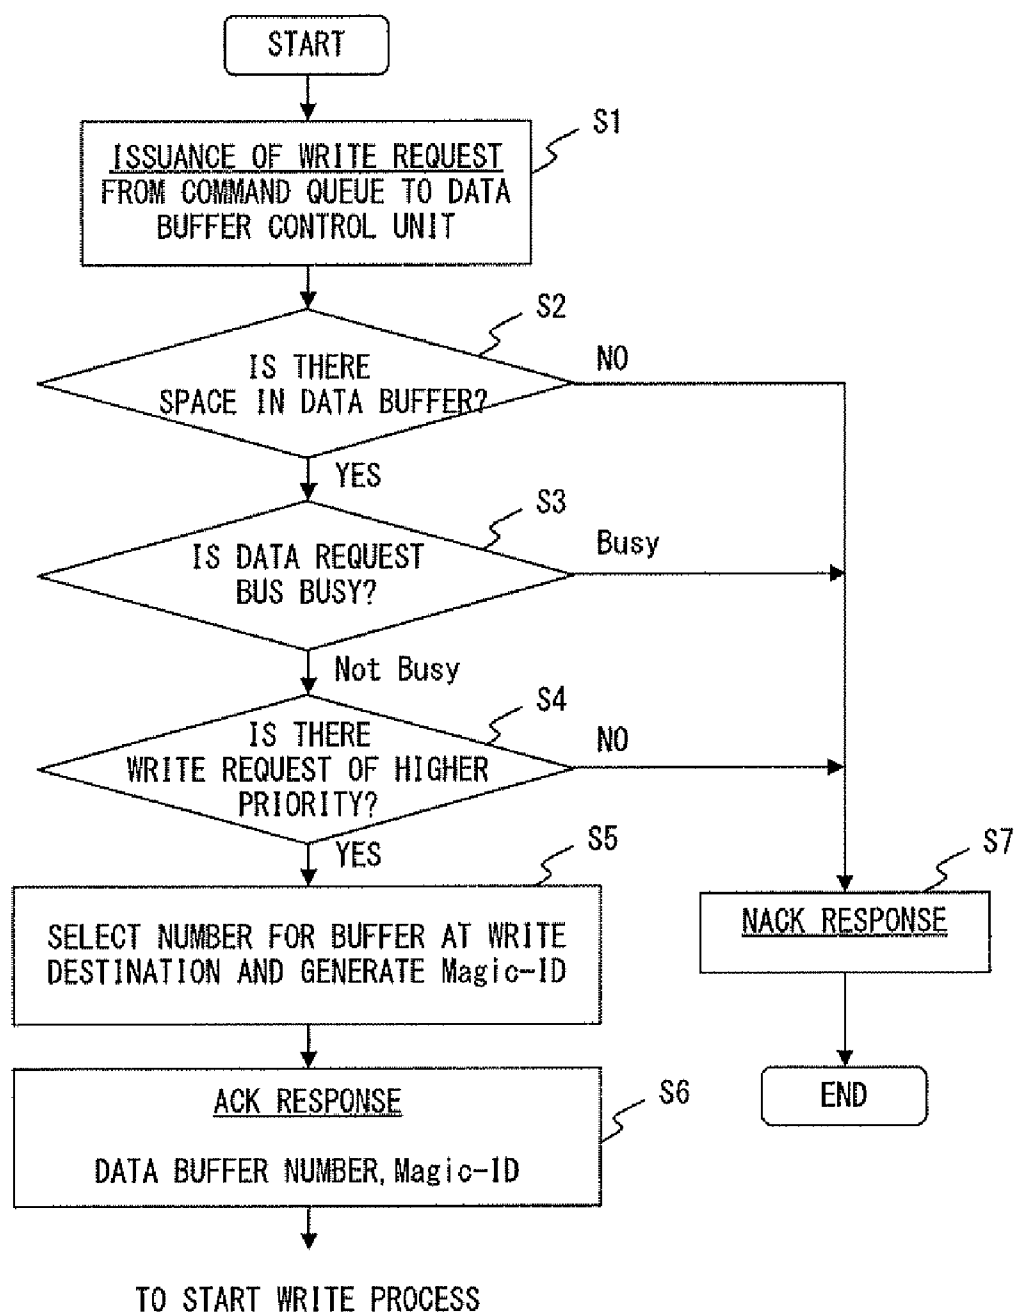 START
S1
ISSUANCE OF WRITE REQUEST
FROM COMMAND QUEUE TO DATA
BUFFER CONTROL UNIT
S2
IS THERE
SPACE IN DATA BUFFER?
NO
YES
S3
IS DATA REQUEST
BUS BUSY?
Busy
Not Busy
S4
IS THERE
WRITE REQUEST OF HIGHER
PRIORITY?
NO
YES
S5
SELECT NUMBER FOR BUFFER AT WRITE
DESTINATION AND GENERATE Magic-ID
S7
NACK RESPONSE
S6
ACK RESPONSE
DATA BUFFER NUMBER, Magic-ID
END
TO START WRITE PROCESS